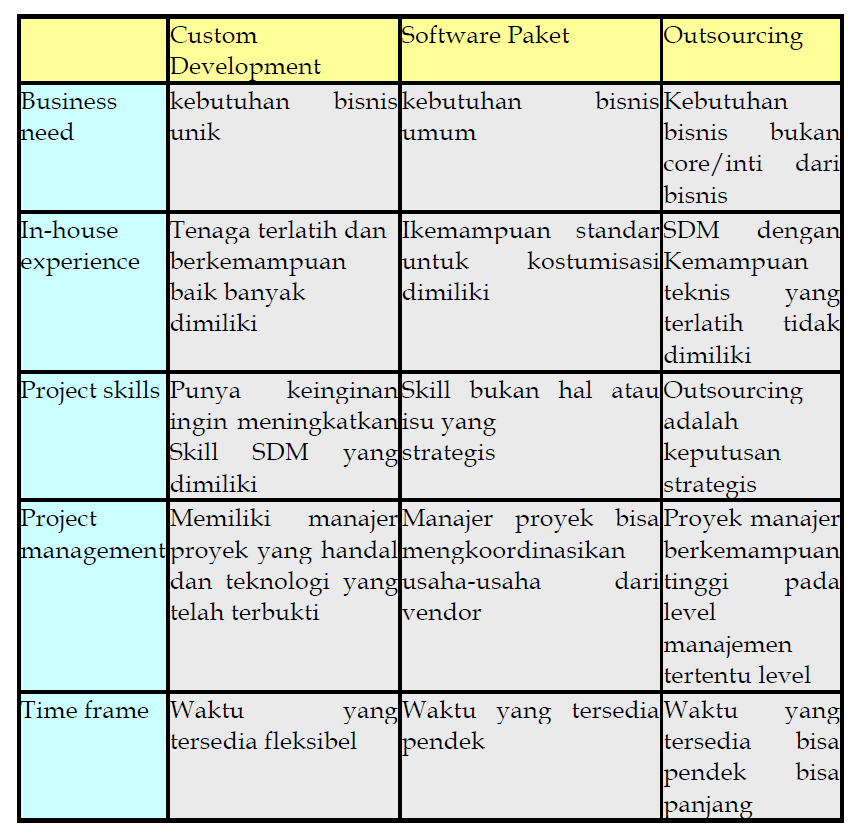 Custom Development
Software Paket
Outsourcing
Business need
kebutuhan bisnis
unik
kebutuhan bisnis
umum
Kebutuhan
bisnis bukan
core/inti dari
bisnis
In-house
experience
Tenaga terlatih dan
berkemampuan
baik banyak
dimiliki
Ikemampuan standar
untuk kostumisasi
dimiliki
SDM dengan
Kemampuan
teknis yang
terlatih tidak
dimiliki
Project skills
Punya keinginan
ingin meningkatkan
Skill SDM yang
dimiliki
Skill bukan hal atau
isu yang
strategis
Outsourcing
adalah
keputusan
strategis
Project
management
Memiliki manajer
proyek yang handal
dan teknologi yang
telah terbukti
Manajer proyek bisa
mengkoordinasikan
usaha-usaha dari
vendor
Proyek manajer
berkemampuan
tinggi pada
level
manajemen
tertentu level
Time frame
Waktu yang
tersedia fleksibel
Waktu yang tersedia
pendek
Waktu yang
tersedia bisa
pendek bisa
panjang